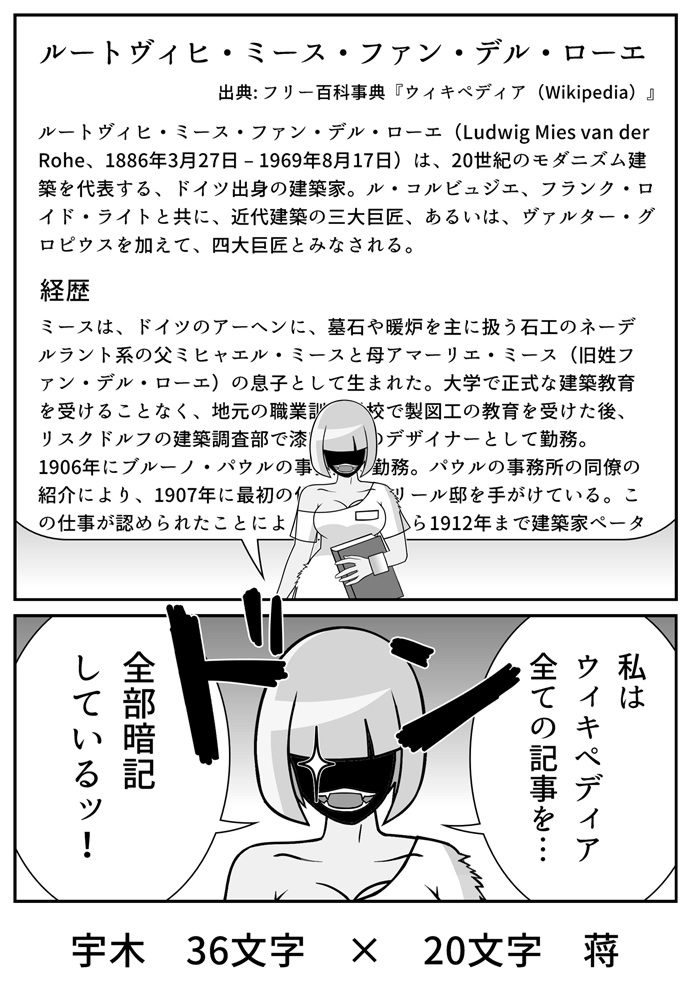 ルートヴィヒ・ミース・ファン・デル・ローエ
出典: フリー百科事典『ウィキペディア（Wikipedia）』
ルートヴィヒ・ミース・ファン・デル・ローエ（Ludwig Mies van der
Rohe、1886年3月27日 – 1969年8月17日）は、20世紀のモダニズム建
築を代表する、ドイツ出身の建築家。ル・コルビュジエ、フランク・ロ
イド・ライトと共に、近代建築の三大巨匠、あるいは、ヴァルター・グ
ロピウスを加えて、四大巨匠とみなされる。
経歴
ミースは、ドイツのアーヘンに、墓石や暖炉を主に扱う石工のネーデ
ルラント系の父ミヒャエル・ミースと母アマーリエ・ミース（旧姓フ
ァン・デル・ローエ）の息子として生まれた。大学で正式な建築教育
を受けることなく、地元の職業訓 校で製図工の教育を受けた後、
リスクドルフの建築調査部で漆 のデザイナーとして勤務。
1906年にブルーノ・パウルの事 勤務。パウルの事務所の同僚の
紹介により、1907年に最初の リール邸を手がけている。こ
の仕事が認められたことによ ら1912年まで建築家ペータ
私は
ウィキペディア
全ての記事を…
ドン
全部暗記
しているッ！
宇木　36文字　×　20文字　蒋